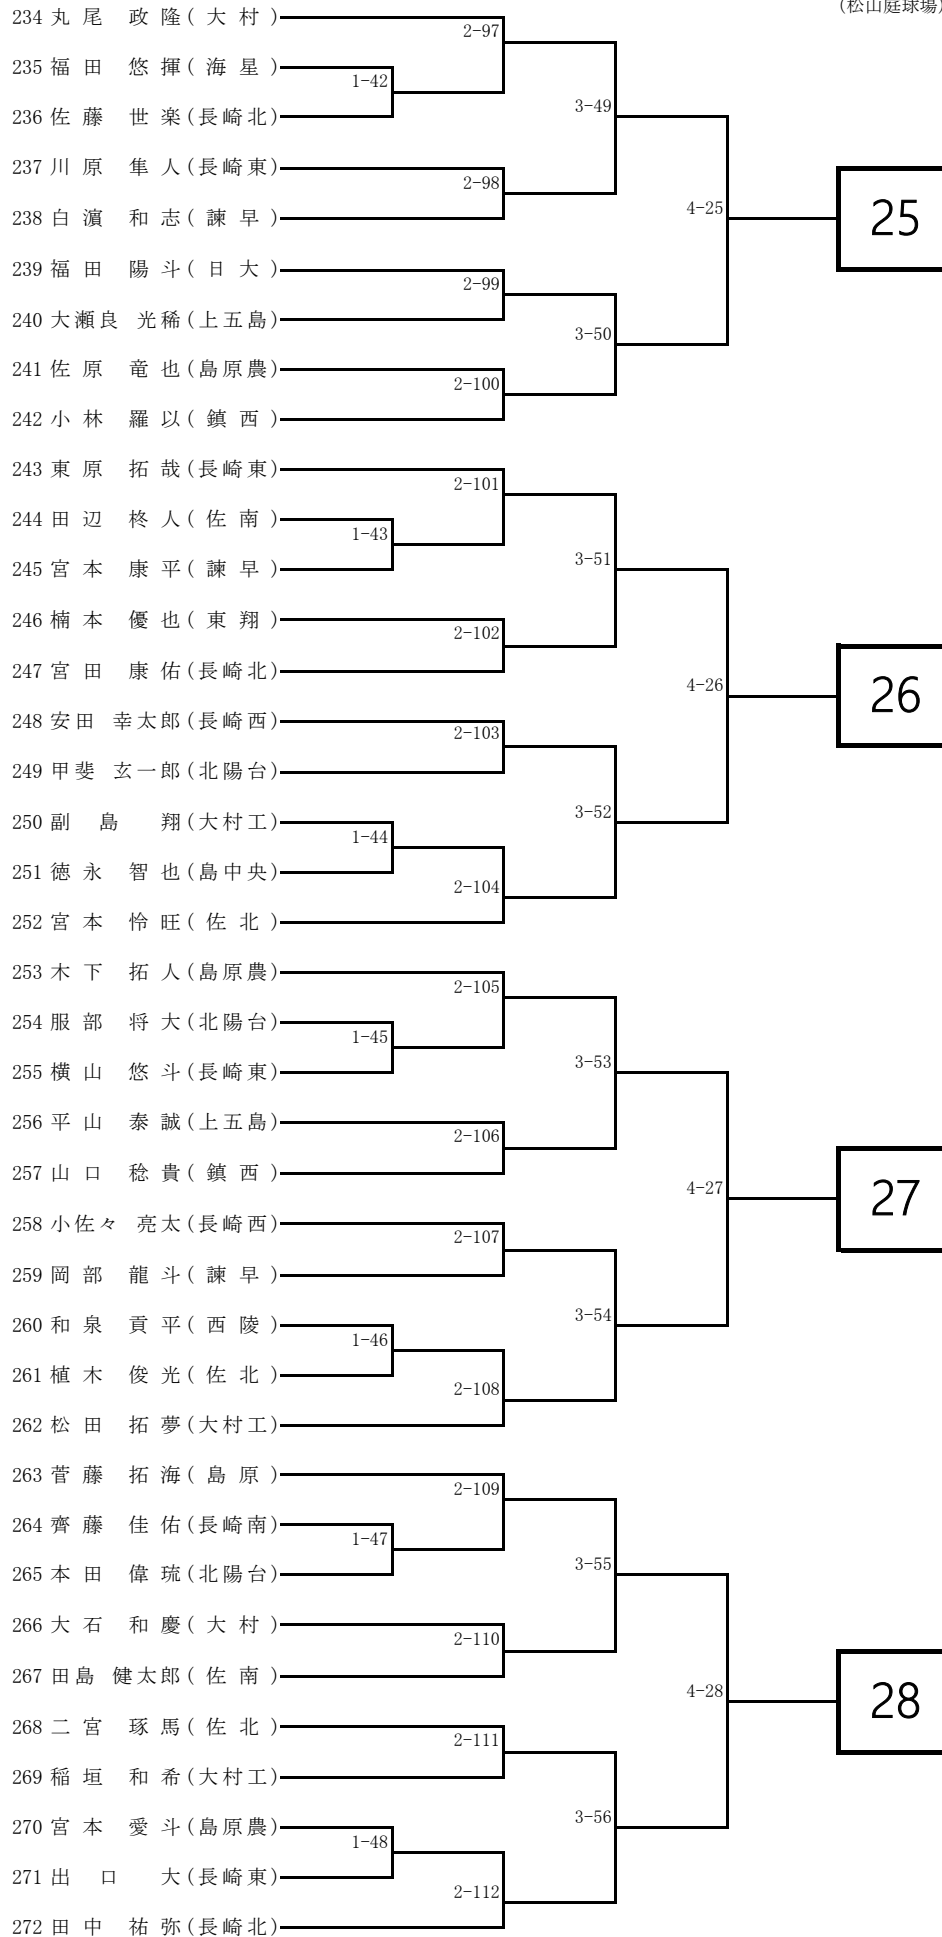 (松山庭球場)
234 丸尾 政隆(大村)
2-97
235 福田 悠揮(海星)
1-42
236 佐藤 世楽(長崎北)
3-49
237 川原 隼人(長崎東)
2-98
238 白濵 和志(諫早)
4-25
25
239 福田 陽斗(日大)
2-99
240 大瀬良 光稀(上五島)
3-50
241 佐原 竜也(島原農)
2-100
242 小林 羅以(鎮西)
243 東原 拓哉(長崎東)
2-101
244 田辺 柊人(佐南)
1-43
245 宮本 康平(諫早)
3-51
246 楠本 優也(東翔)
2-102
247 宮田 康佑(長崎北)
4-26
26
248 安田 幸太郎(長崎西)
2-103
249 甲斐 玄一郎(北陽台)
3-52
250 副島 翔(大村工)
1-44
251 徳永 智也(島中央)
2-104
252 宮本 怜旺(佐北)
253 木下 拓人(島原農)
2-105
254 服部 将大(北陽台)
1-45
255 横山 悠斗(長崎東)
3-53
256 平山 泰誠(上五島)
2-106
257 山口 稔貴(鎮西)
4-27
27
258 小佐々 亮太(長崎西)
2-107
259 岡部 龍斗(諫早)
3-54
260 和泉 貢平(西陵)
1-46
261 植木 俊光(佐北)
2-108
262 松田 拓夢(大村工)
263 菅藤 拓海(島原)
2-109
264 齊藤 佳佑(長崎南)
1-47
265 本田 偉琉(北陽台)
3-55
266 大石 和慶(大村)
2-110
267 田島 健太郎(佐南)
4-28
28
268 二宮 琢馬(佐北)
2-111
269 稲垣 和希(大村工)
3-56
270 宮本 愛斗(島原農)
1-48
271 出口 大(長崎東)
2-112
272 田中 祐弥(長崎北)